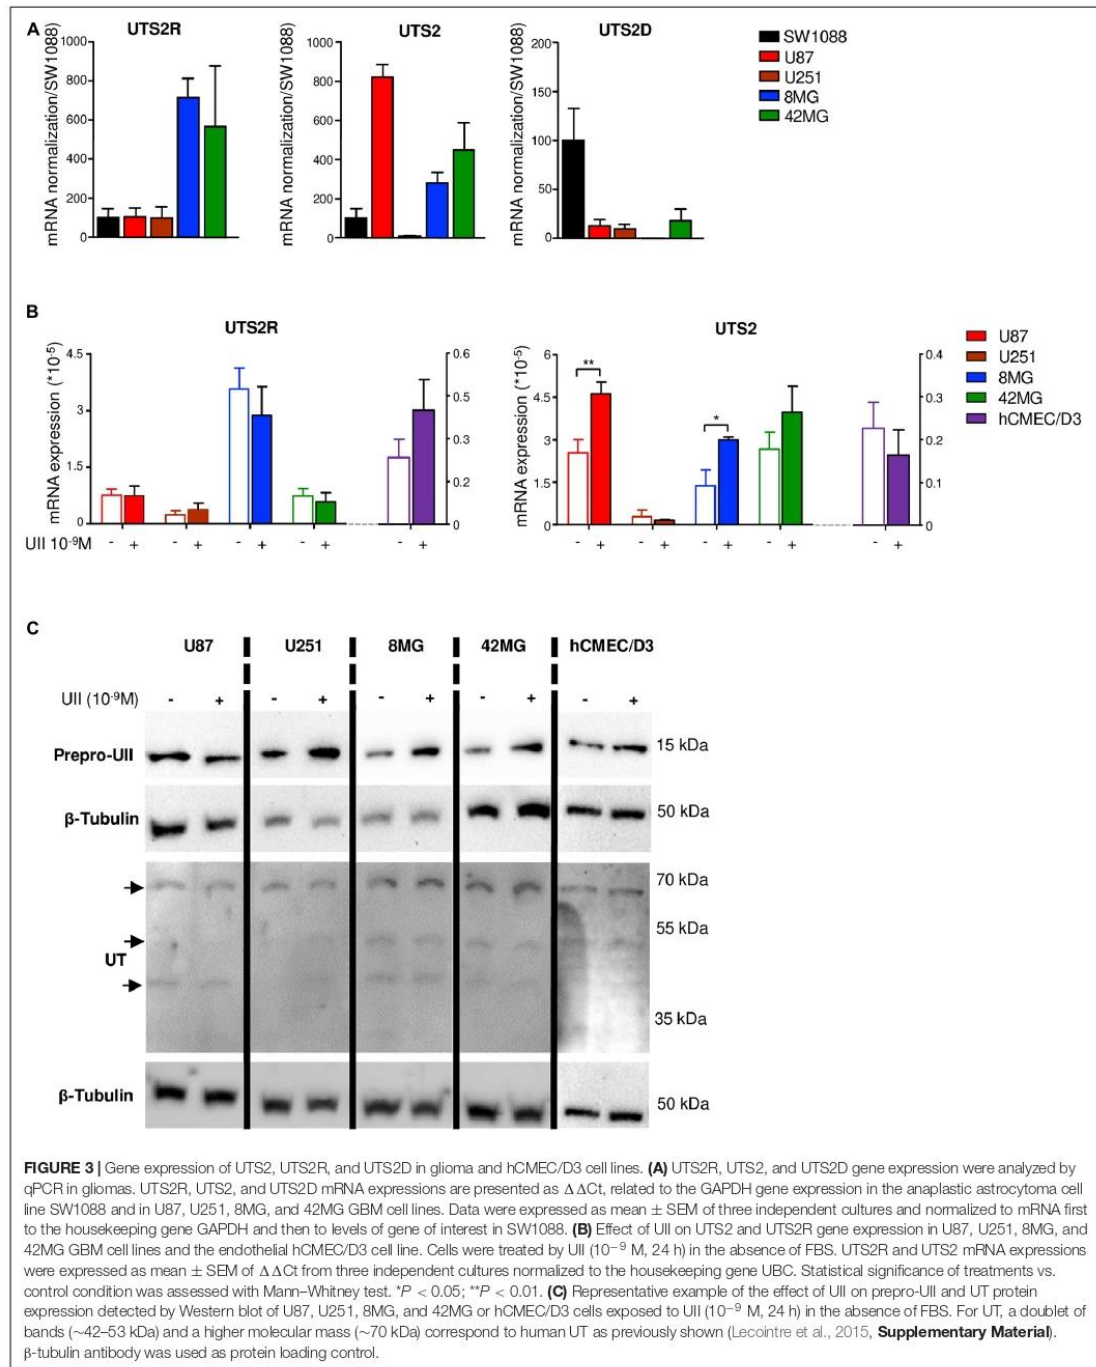 A
UTS2R
UTS2
UTS2D
mRNA normalization/SW1088)
1000
800
600
400
200
0
mRNA normalization/SW1088)
1000
800
600
400
200
0
mRNA normalization/SW1088)
200
150
100
50
0
SW1088
U87
U251
8MG
42MG
B
UTS2R
UTS2
mRNA expression (*10-5)
4.5
3
1.5
0
0.6
0.5
0.3
0.2
0
mRNA expression (*10-5)
6
4.5
3
1.5
0
**
*
0.4
0.3
0.2
0.1
0
U87
U251
8MG
42MG
hCMEC/D3
UII 10-9M - + - + - + - + - +
- + - + - + - + - +
C
U87 U251 8MG 42MG hCMEC/D3
UII (10-9M) - + - + - + - + - +
Prepro-UII 15 kDa
β-Tubulin 50 kDa
70 kDa
55 kDa
UT
35 kDa
β-Tubulin 50 kDa
FIGURE 3 | Gene expression of UTS2, UTS2R, and UTS2D in glioma and hCMEC/D3 cell lines. (A) UTS2R, UTS2, and UTS2D gene expression were analyzed by
qPCR in gliomas. UTS2R, UTS2, and UTS2D mRNA expressions are presented as ΔΔCt, related to the GAPDH gene expression in the anaplastic astrocytoma cell
line SW1088 and in U87, U251, 8MG, and 42MG GBM cell lines. Data were expressed as mean ± SEM of three independent cultures and normalized to mRNA first
to the housekeeping gene GAPDH and then to levels of gene of interest in SW1088. (B) Effect of UII on UTS2 and UTS2R gene expression in U87, U251, 8MG, and
42MG GBM cell lines and the endothelial hCMEC/D3 cell line. Cells were treated by UII (10−9 M, 24 h) in the absence of FBS. UTS2R and UTS2 mRNA expressions
were expressed as mean ± SEM of ΔΔCt from three independent cultures normalized to the housekeeping gene UBC. Statistical significance of treatments vs.
control condition was assessed with Mann–Whitney test. *P < 0.05; **P < 0.01. (C) Representative example of the effect of UII on prepro-UII and UT protein
expression detected by Western blot of U87, U251, 8MG, and 42MG or hCMEC/D3 cells exposed to UII (10−9 M, 24 h) in the absence of FBS. For UT, a doublet of
bands (~42–53 kDa) and a higher molecular mass (~70 kDa) correspond to human UT as previously shown (Lecointre et al., 2015, Supplementary Material).
β-tubulin antibody was used as protein loading control.